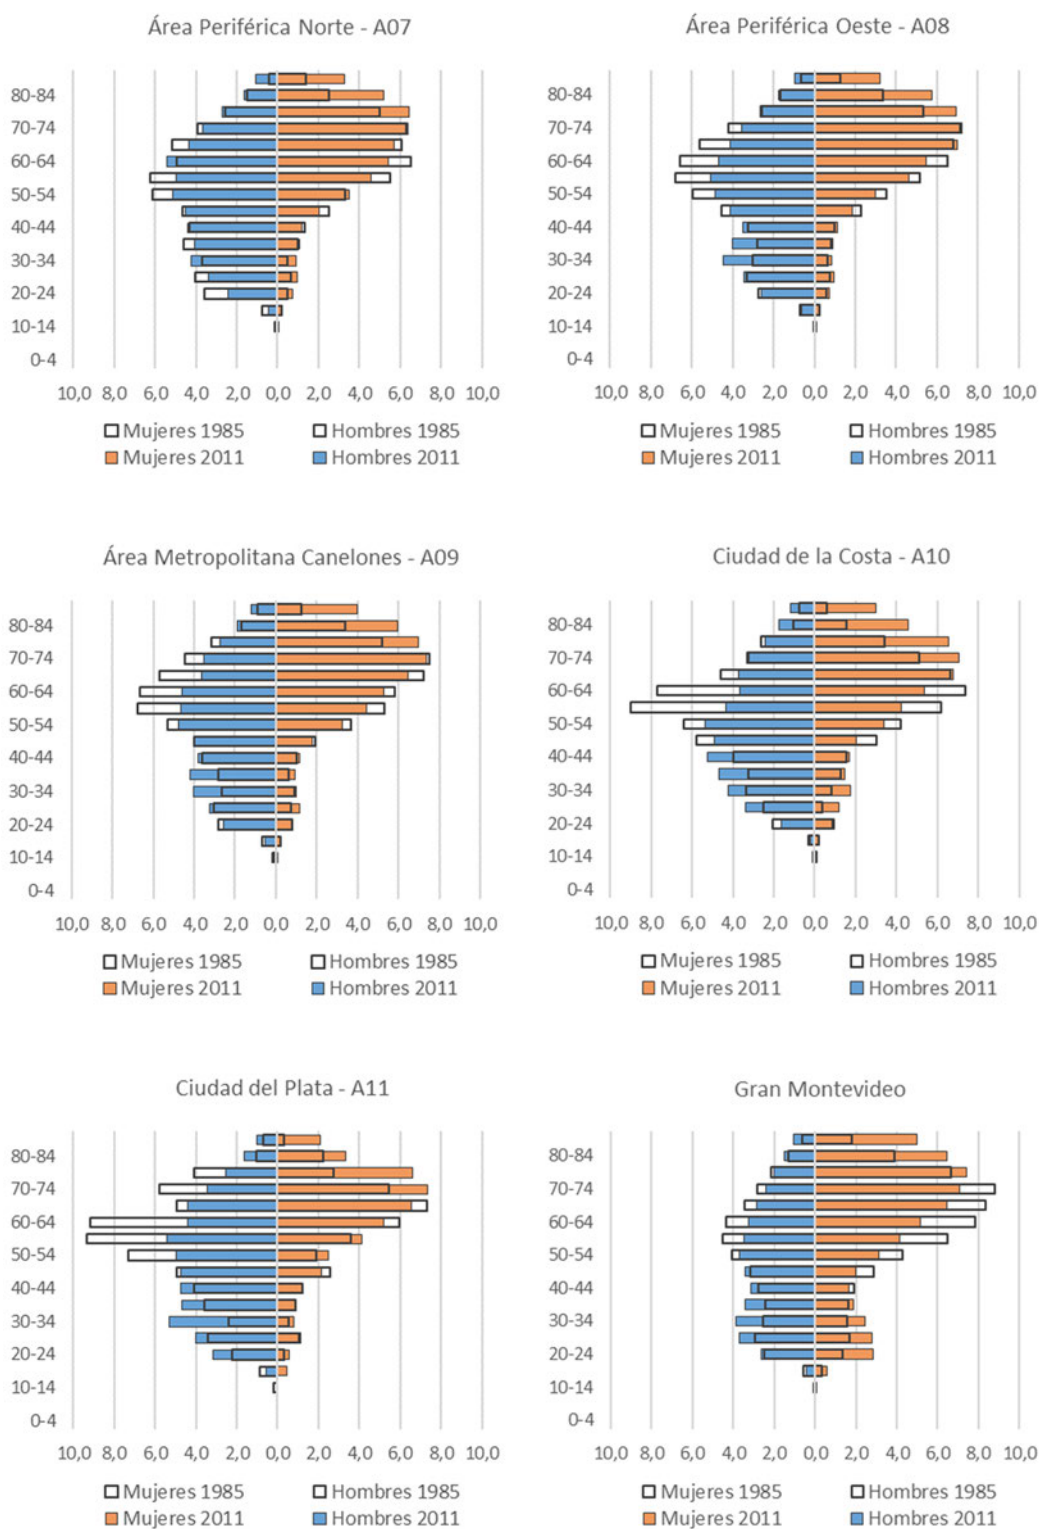 Área Periférica Norte - A07
80-84
70-74
60-64
50-54
40-44
30-34
20-24
10-14
0-4
10,0 8,0 6,0 4,0 2,0 0,0 2,0 4,0 6,0 8,0 10,0
Mujeres 1985 Hombres 1985
Mujeres 2011 Hombres 2011
Área Periférica Oeste - A08
80-84
70-74
60-64
50-54
40-44
30-34
20-24
10-14
0-4
10,0 8,0 6,0 4,0 2,0 0,0 2,0 4,0 6,0 8,0 10,0
Mujeres 1985 Hombres 1985
Mujeres 2011 Hombres 2011
Área Metropolitana Canelones - A09
80-84
70-74
60-64
50-54
40-44
30-34
20-24
10-14
0-4
10,0 8,0 6,0 4,0 2,0 0,0 2,0 4,0 6,0 8,0 10,0
Mujeres 1985 Hombres 1985
Mujeres 2011 Hombres 2011
Ciudad de la Costa - A10
80-84
70-74
60-64
50-54
40-44
30-34
20-24
10-14
0-4
10,0 8,0 6,0 4,0 2,0 0,0 2,0 4,0 6,0 8,0 10,0
Mujeres 1985 Hombres 1985
Mujeres 2011 Hombres 2011
Ciudad del Plata - A11
80-84
70-74
60-64
50-54
40-44
30-34
20-24
10-14
0-4
10,0 8,0 6,0 4,0 2,0 0,0 2,0 4,0 6,0 8,0 10,0
Mujeres 1985 Hombres 1985
Mujeres 2011 Hombres 2011
Gran Montevideo
80-84
70-74
60-64
50-54
40-44
30-34
20-24
10-14
0-4
10,0 8,0 6,0 4,0 2,0 0,0 2,0 4,0 6,0 8,0 10,0
Mujeres 1985 Hombres 1985
Mujeres 2011 Hombres 2011